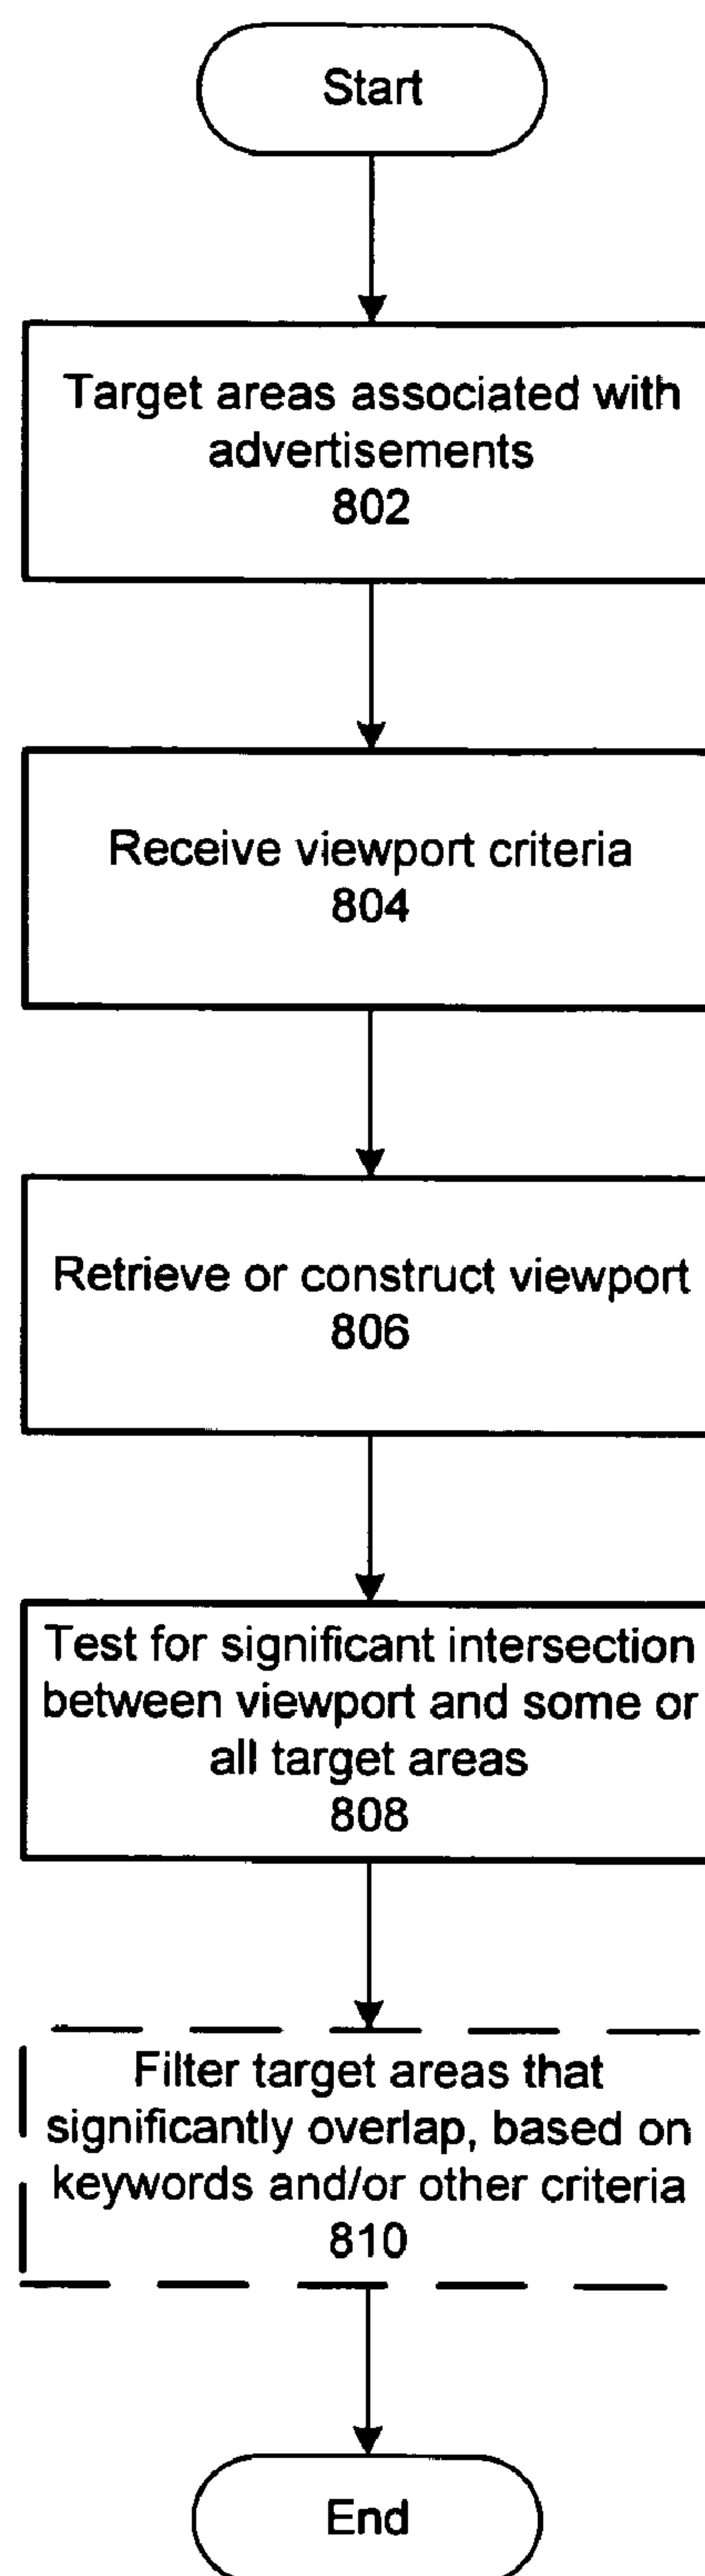 Start
Target areas associated with
advertisements
802
Receive viewport criteria
804
Retrieve or construct viewport
806
Test for significant intersection
between viewport and some or
all target areas
808
Filter target areas that
significantly overlap, based on
keywords and/or other criteria
810
End